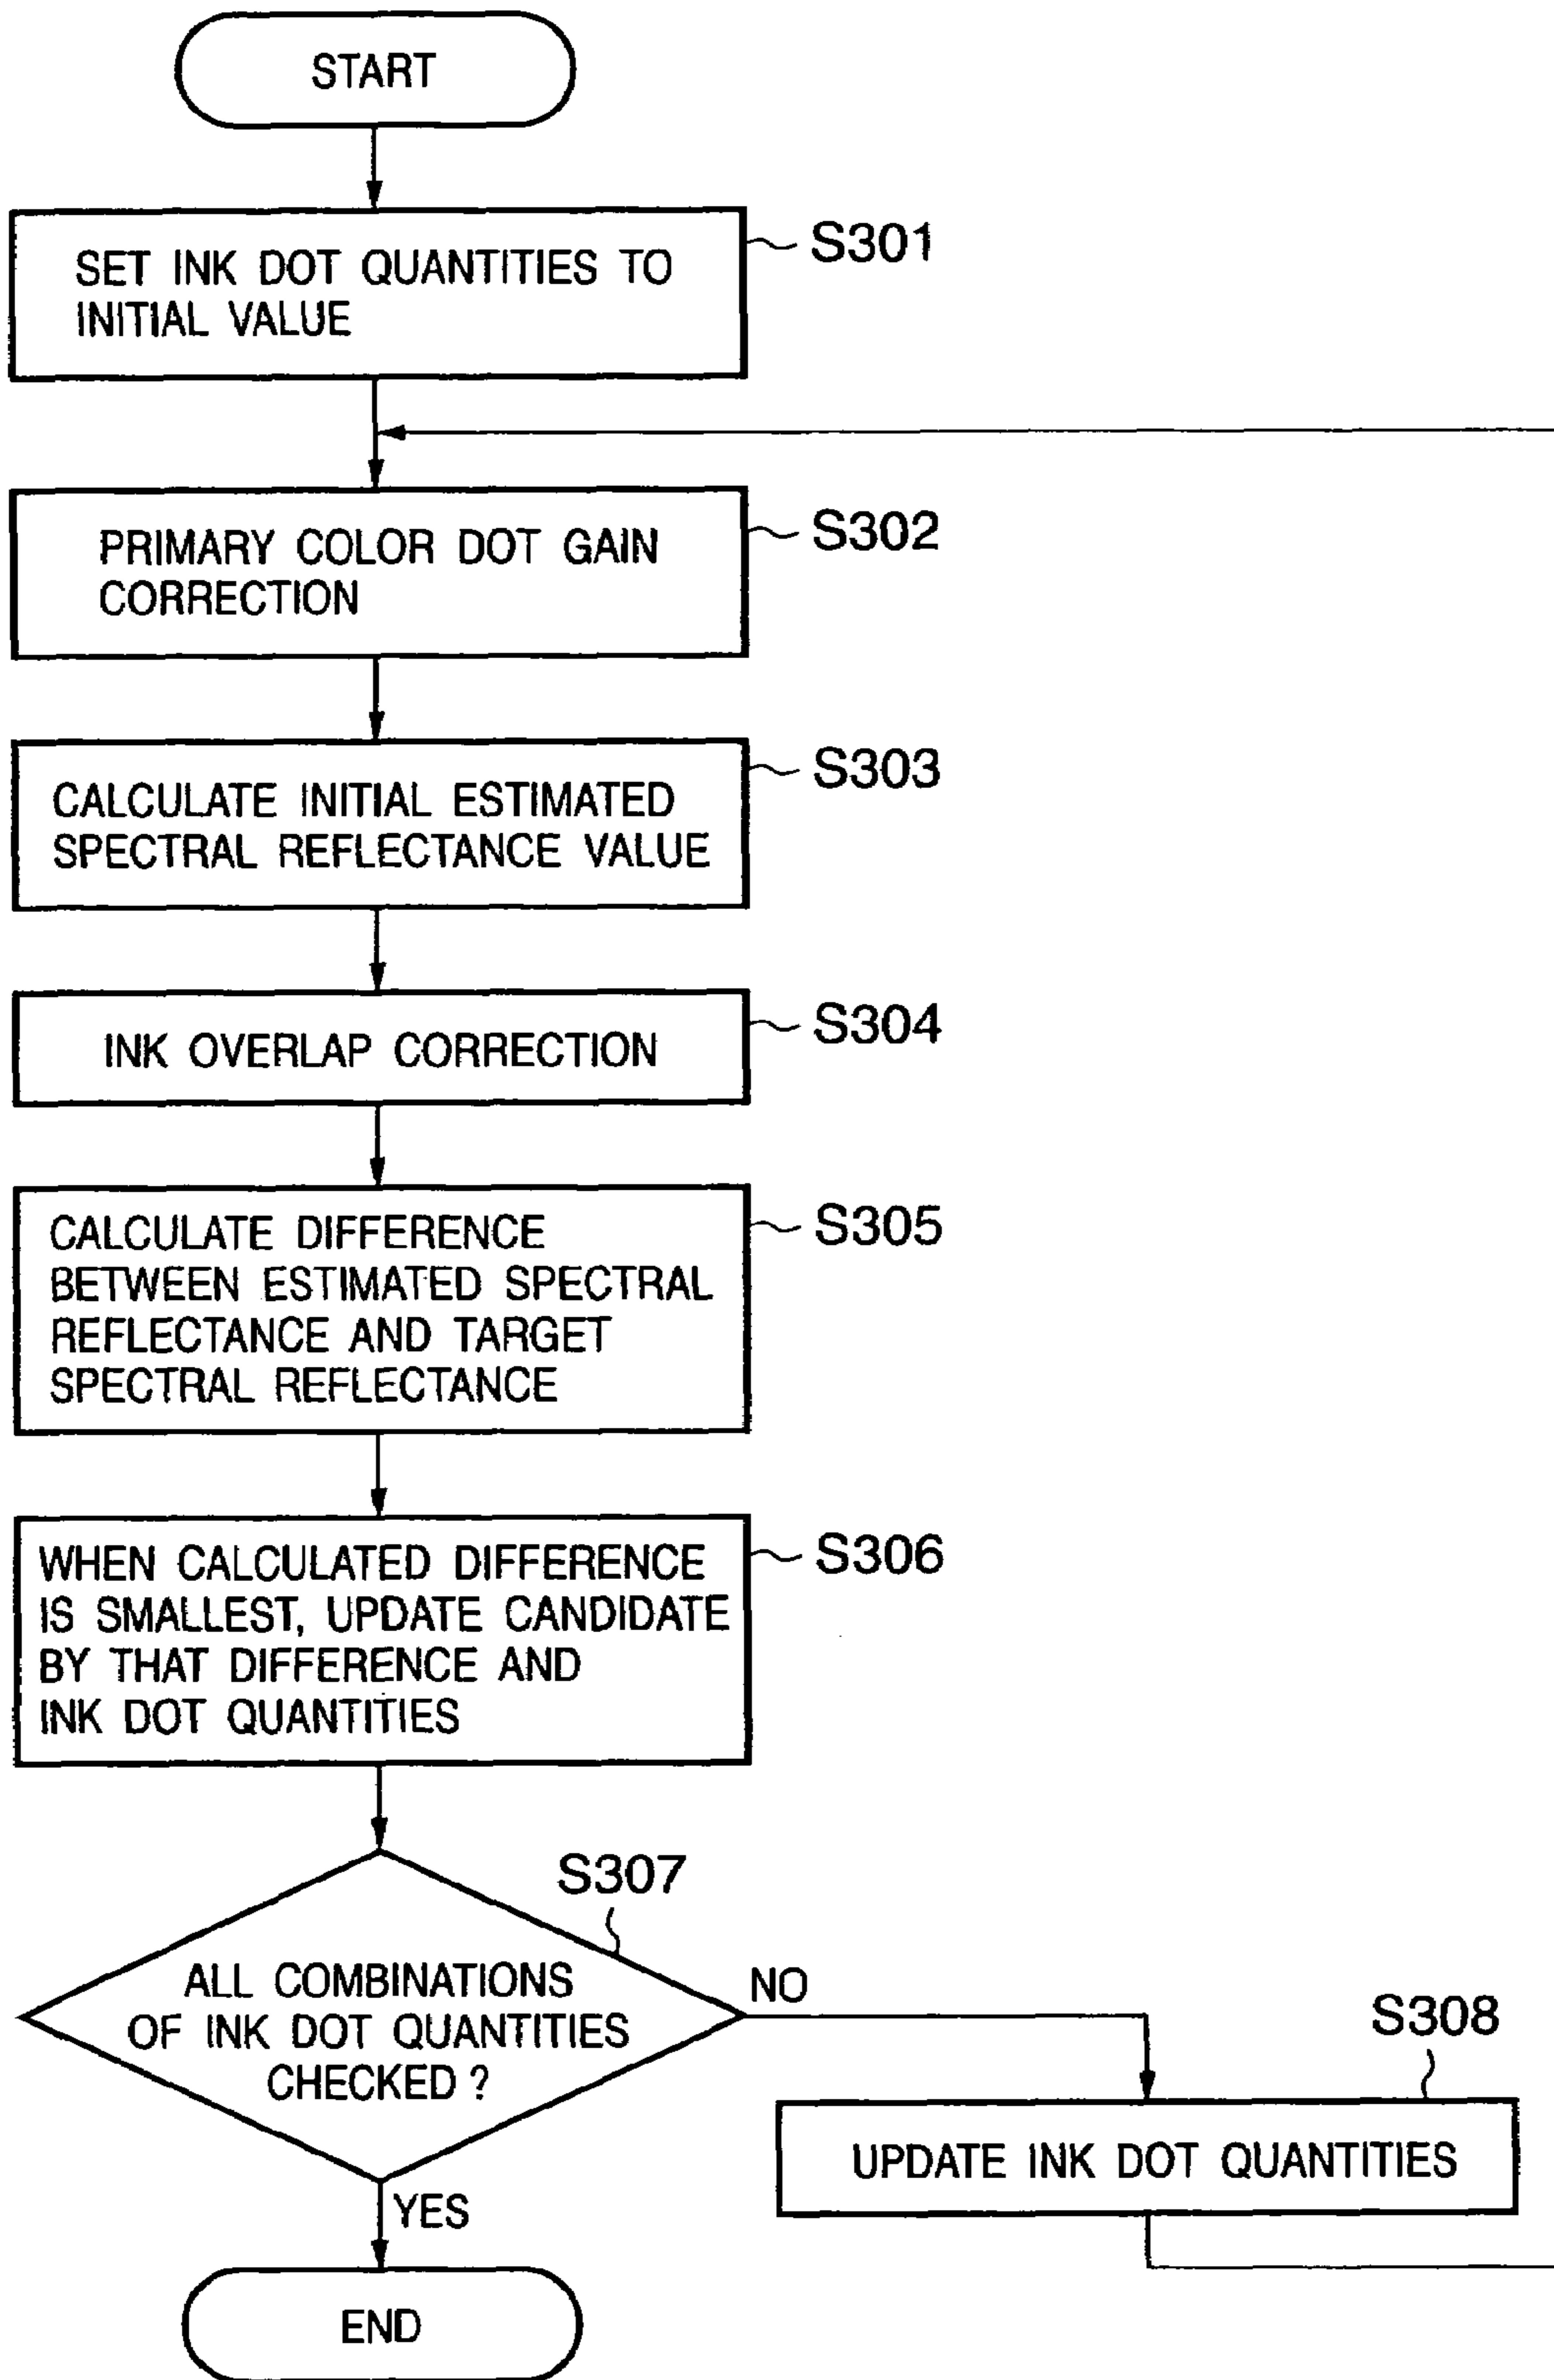 START
SET INK DOT QUANTITIES TO
INITIAL VALUE
S301
PRIMARY COLOR DOT GAIN
CORRECTION
S302
CALCULATE INITIAL ESTIMATED
SPECTRAL REFLECTANCE VALUE
S303
INK OVERLAP CORRECTION
S304
CALCULATE DIFFERENCE
BETWEEN ESTIMATED SPECTRAL
REFLECTANCE AND TARGET
SPECTRAL REFLECTANCE
S305
WHEN CALCULATED DIFFERENCE
IS SMALLEST, UPDATE CANDIDATE
BY THAT DIFFERENCE AND
INK DOT QUANTITIES
S306
S307
ALL COMBINATIONS
OF INK DOT QUANTITIES
CHECKED ?
NO
S308
UPDATE INK DOT QUANTITIES
YES
END